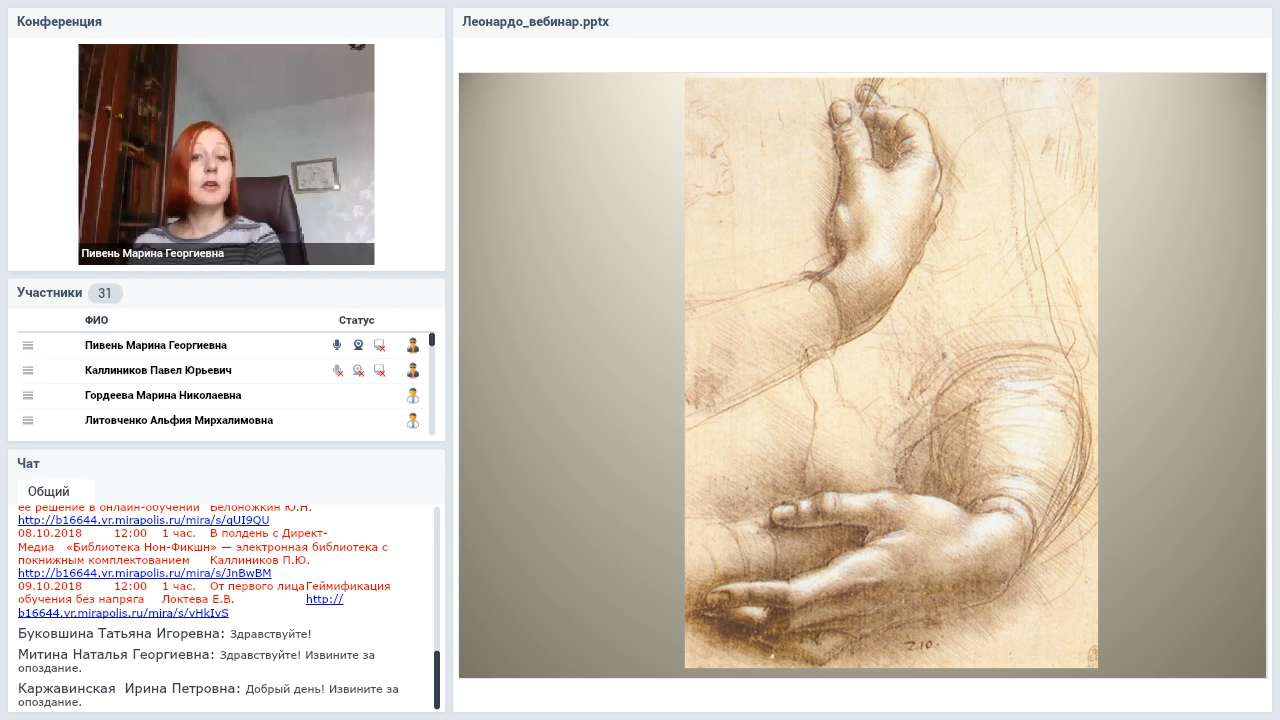 Конференция
Пивень Марина Георгиевна
Участники 31
ФИО Статус
Пивень Марина Георгиевна
Каллиников Павел Юрьевич
Гордеева Марина Николаевна
Литовченко Альфия Мирхалимовна
Чат
Общий
ее решение в онлайн-обучении Белоножкин Ю.Н.
http://b16644.vr.mirapolis.ru/mira/s/qUI9QU
08.10.2018 12:00 1 час. В полдень с Директ-
Медиа «Библиотека Нон-Фикшн» — электронная библиотека с
покнижным комплектованием Каллиников П.Ю.
http://b16644.vr.mirapolis.ru/mira/s/JnBwBM
09.10.2018 12:00 1 час. От первого лица Геймификация
обучения без напряга Локтева Е.В. http://
b16644.vr.mirapolis.ru/mira/s/vHkIvS
Буковшина Татьяна Игоревна: Здравствуйте!
Митина Наталья Георгиевна: Здравствуйте! Извините за
опоздание.
Каржавинская Ирина Петровна: Добрый день! Извините за
опоздание.
Леонардо_вебинар.pptx